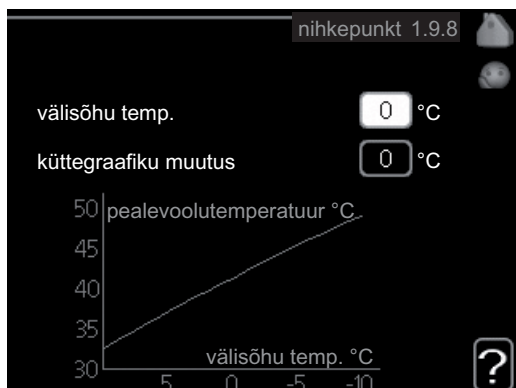 nihkepunkt 1.9.8
välisõhu temp. 0 °C
küttegraafiku muutus 0 °C
50 pealevoolutemperatuur °C
45
40
35
välisõhu temp. °C
30
5 0 -5 -10
?